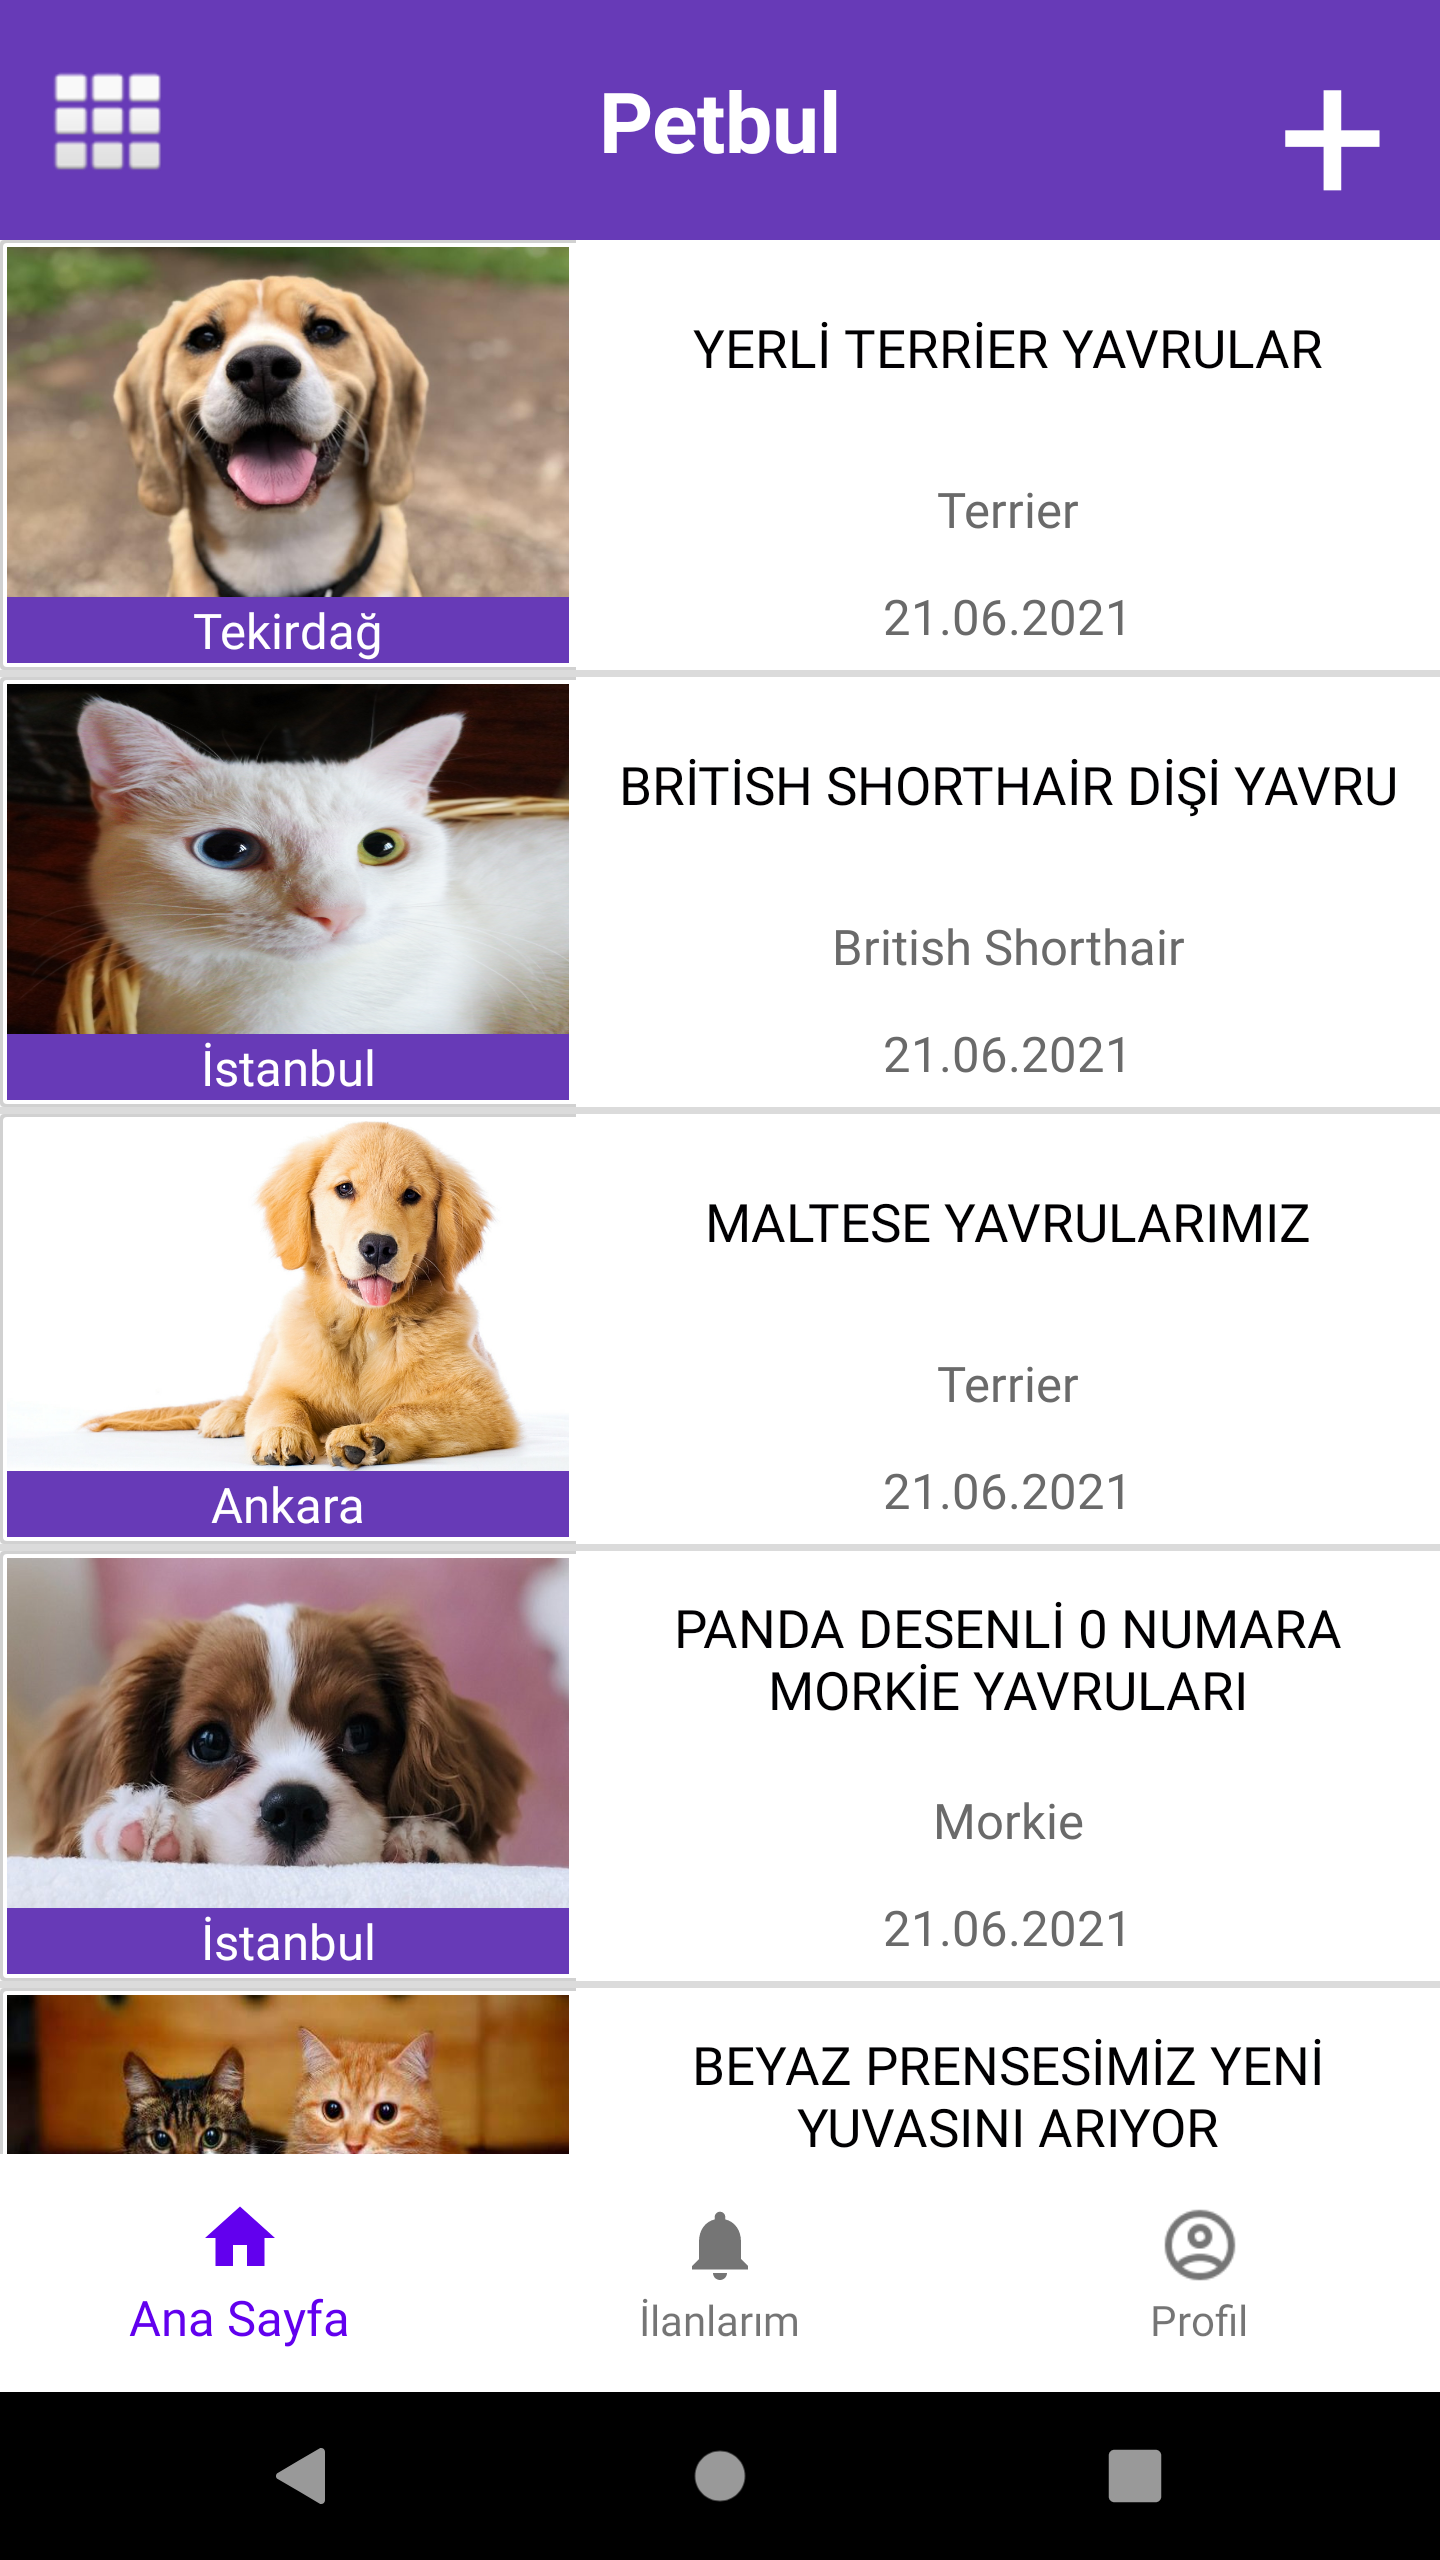 Petbul
YERLİ TERRİER YAVRULAR
Terrier
21.06.2021
Tekirdağ
BRİTİSH SHORTHAİR DİŞİ YAVRU
British Shorthair
21.06.2021
İstanbul
MALTESE YAVRULARIMIZ
Terrier
21.06.2021
Ankara
PANDA DESENLİ 0 NUMARA
MORKİE YAVRULARI
Morkie
21.06.2021
İstanbul
BEYAZ PRENSESİMİZ YENİ
YUVASINI ARIYOR
Ana Sayfa
İlanlarım
Profil